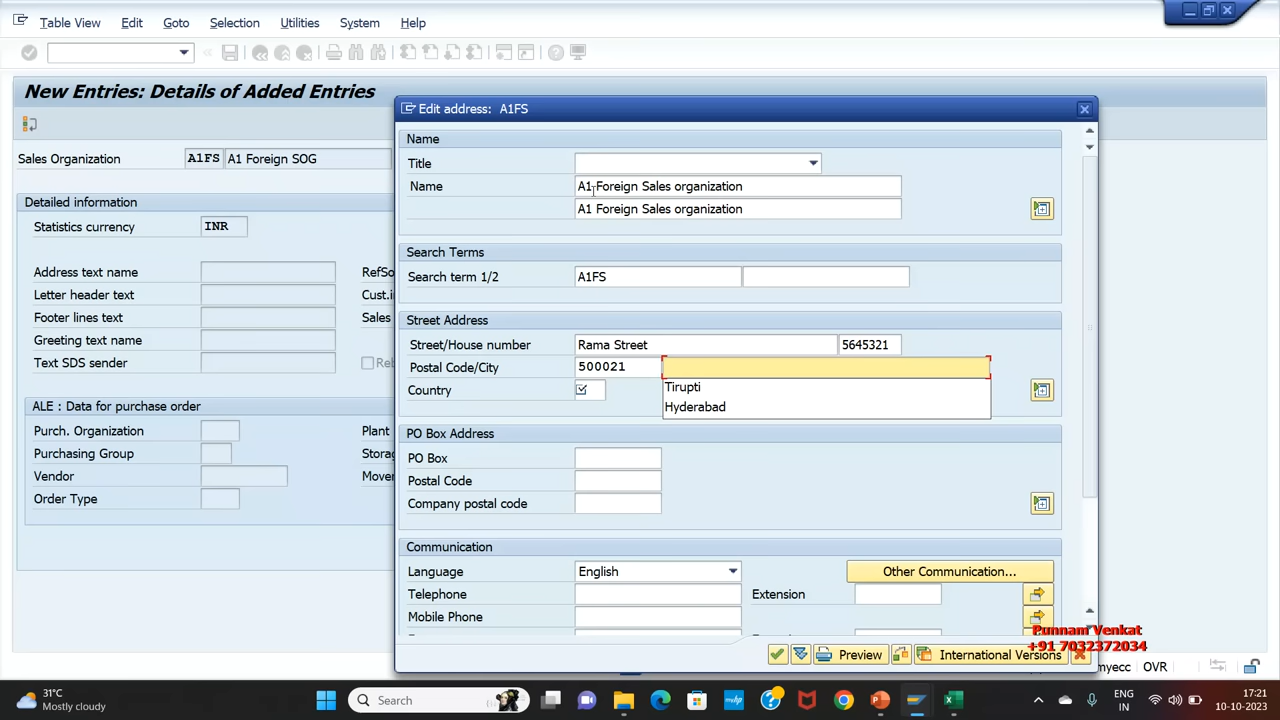 Table View Edit Goto Selection Utilities System Help
New Entries: Details of Added Entries
Sales Organization A1FS A1 Foreign SOG
Detailed information
Statistics currency INR
Address text name RefSo
Letter header text Cust.i
Footer lines text Sales
Greeting text name
Text SDS sender Reb
ALE : Data for purchase order
Purch. Organization Plant
Purchasing Group Stora
Vendor Mover
Order Type
Edit address: A1FS
Name
Title
Name A1 Foreign Sales organization
A1 Foreign Sales organization
Search Terms
Search term 1/2 A1FS
Street Address
Street/House number Rama Street 5645321
Postal Code/City 500021
Tirupti
Country
Hyderabad
PO Box Address
PO Box
Postal Code
Company postal code
Communication
Language English Other Communication...
Telephone Extension
Mobile Phone
Preview International Versions
Punnam Venkat
+91 7032372034
myecc OVR
31°C
Mostly cloudy
Search
ENG
IN
17:21
10-10-2023